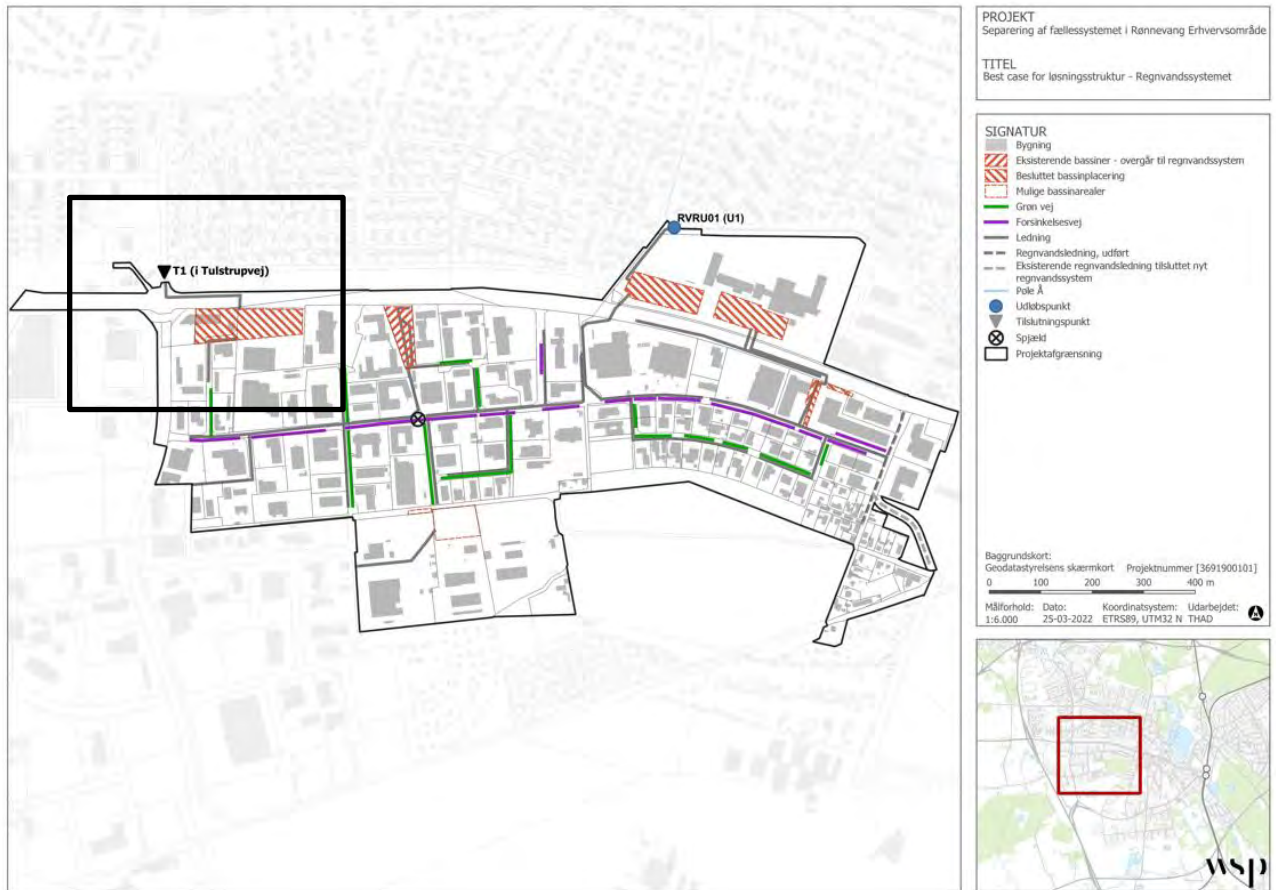 PROJEKT
Separering af fællessystemet i Rønnevang Erhvervsområde
TITEL
Best case for løsningsstruktur - Regnvandssystemet
SIGNATUR
Bygning
Eksisterende bassiner - overgår til regnvandssystem
Besluttet bassinplacering
Mulige bassinarealer
Grøn vej
Forsinkelsesvej
Ledning
Regnvandsledning, udført
Eksisterende regnvandsledning tilsluttet nyt
regnvandssystem
Pøle Å
Udløbspunkt
Tilslutningspunkt
Spjæld
Projektafgrænsning
RVRU01 (U1)
T1 (i Tulstrupvej)
Baggrundskort:
Geodatastyrelsens skærmkort Projektnummer [3691900101]
0 100 200 300 400 m
Målforhold: Dato: Koordinatsystem: Udarbejdet:
1:6.000 25-03-2022 ETRS89, UTM32 N THAD
wsp